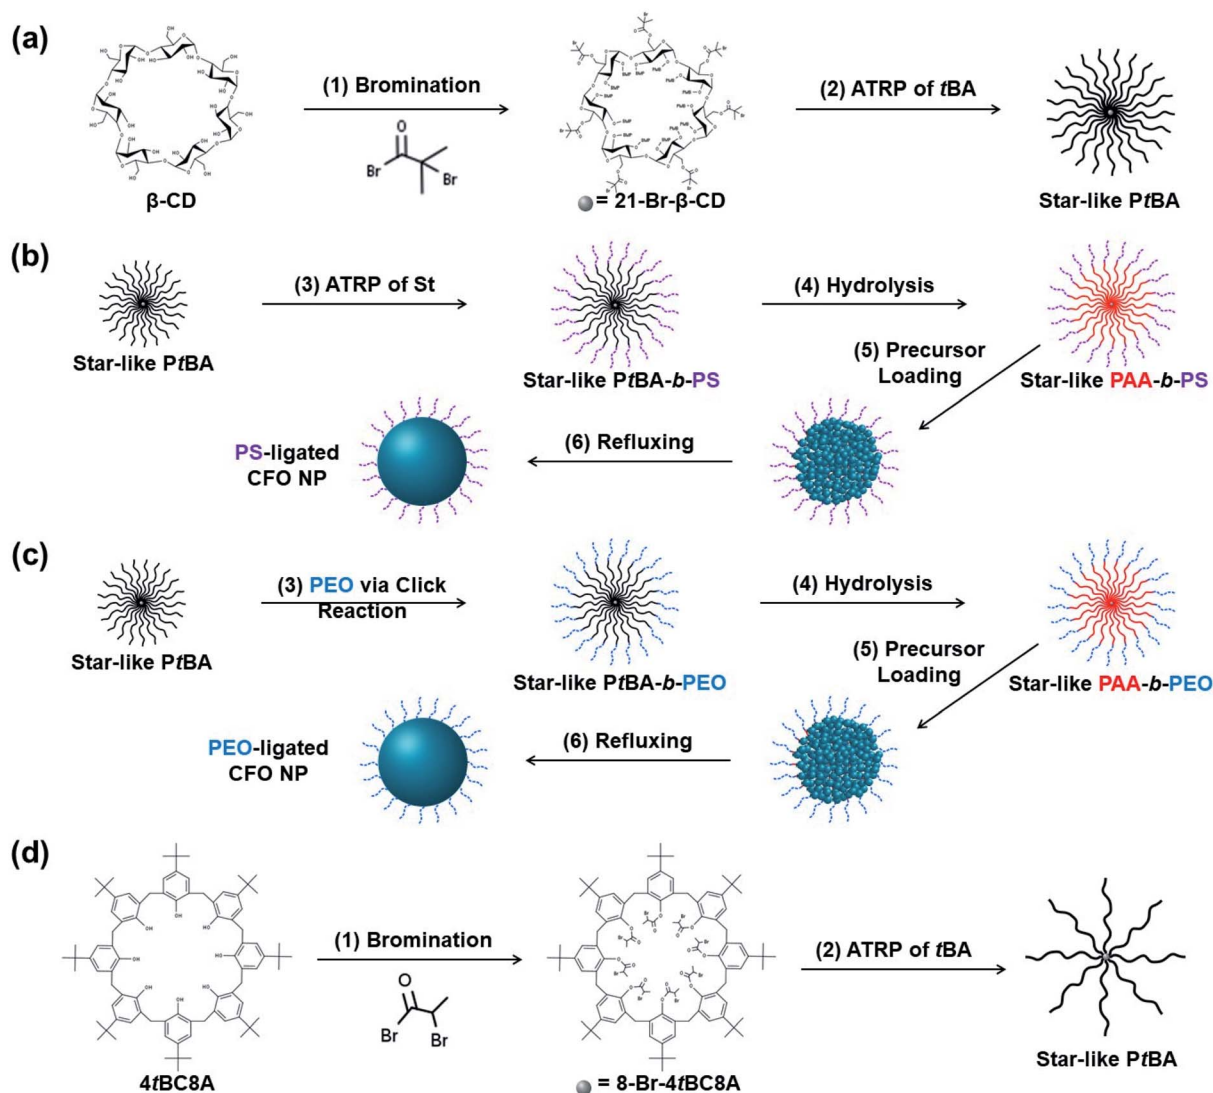 (a)
(1) Bromination
(2) ATRP of tBA
Br
O
Br
β-CD
= 21-Br-β-CD
Star-like PtBA
(b)
(3) ATRP of St
(4) Hydrolysis
Star-like PtBA
Star-like PtBA-b-PS
(5) Precursor
Loading
Star-like PAA-b-PS
PS-ligated
CFO NP
(6) Refluxing
(c)
(3) PEO via Click
Reaction
(4) Hydrolysis
Star-like PtBA
Star-like PtBA-b-PEO
(5) Precursor
Loading
Star-like PAA-b-PEO
PEO-ligated
CFO NP
(6) Refluxing
(d)
(1) Bromination
(2) ATRP of tBA
O
Br
Br
4tBC8A
= 8-Br-4tBC8A
Star-like PtBA